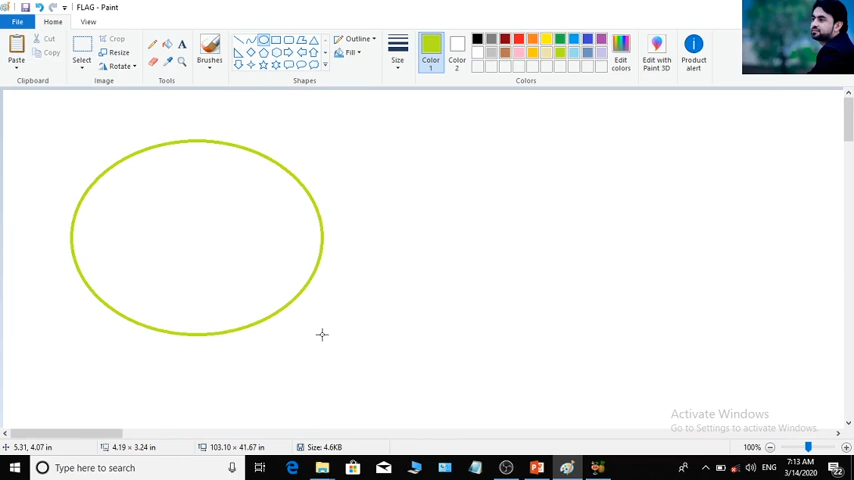 FLAG - Paint
File
Home
View
Paste
Cut
Copy
Clipboard
Select
Crop
Resize
Rotate
Image
A
Tools
Brushes
Outline
Fill
Shapes
Size
Color
1
Color
2
Edit
colors
Colors
Edit with
Paint 3D
Product
alert
Activate Windows
Go to Settings to activate Windows.
5.31, 4.07 in
4.19 × 3.24 in
103.10 × 41.67 in
Size: 4.6KB
100%
Type here to search
ENG
7:13 AM
3/14/2020
22